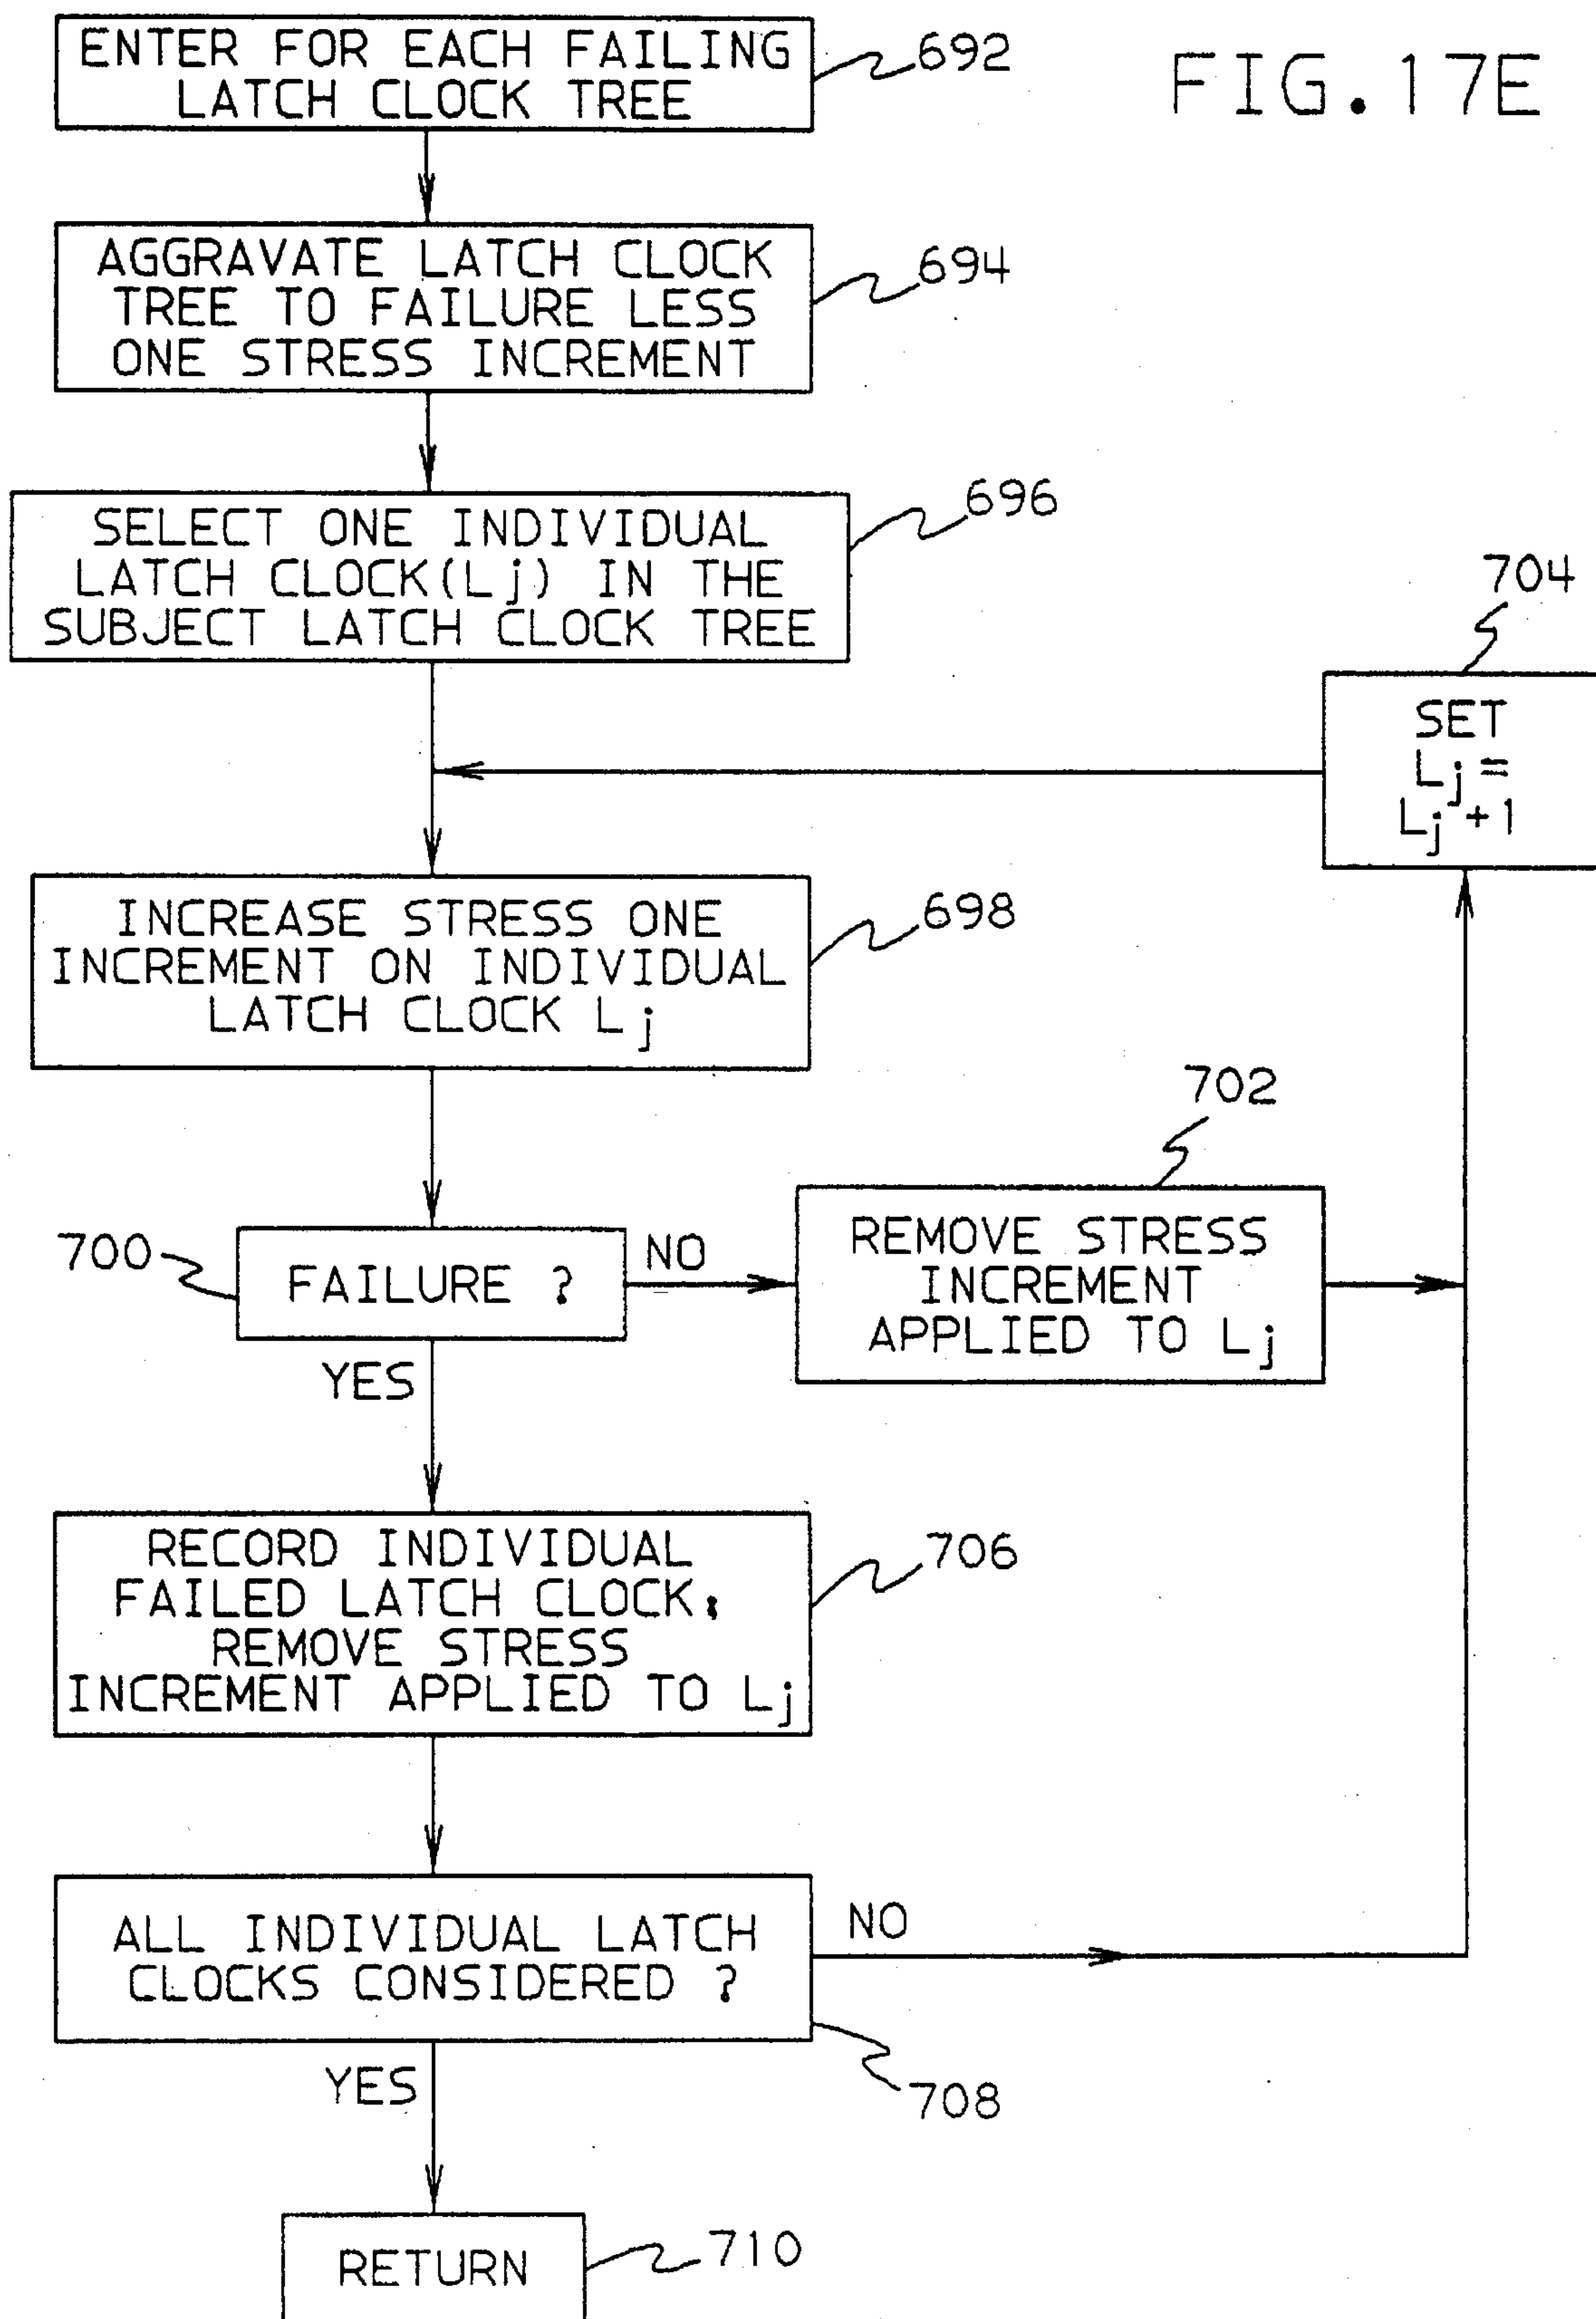 FIG. 17E
ENTER FOR EACH FAILING
LATCH CLOCK TREE
692
AGGRAVATE LATCH CLOCK
TREE TO FAILURE LESS
ONE STRESS INCREMENT
694
SELECT ONE INDIVIDUAL
LATCH CLOCK(Lj) IN THE
SUBJECT LATCH CLOCK TREE
696
704
SET
Lj =
Lj +1
INCREASE STRESS ONE
INCREMENT ON INDIVIDUAL
LATCH CLOCK Lj
698
702
700
FAILURE ?
NO
REMOVE STRESS
INCREMENT
APPLIED TO Lj
YES
RECORD INDIVIDUAL
FAILED LATCH CLOCK;
REMOVE STRESS
INCREMENT APPLIED TO Lj
706
ALL INDIVIDUAL LATCH
CLOCKS CONSIDERED ?
NO
708
YES
RETURN
710